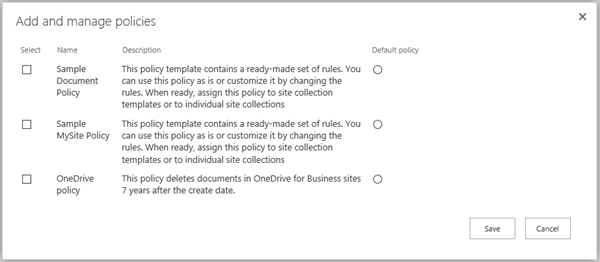 Add and manage policies
Select Name Description Default policy
Sample Document Policy
This policy template contains a ready-made set of rules. You
can use this policy as is or customize it by changing the
rules. When ready, assign this policy to site collection
templates or to individual site collections
Sample MySite Policy
This policy template contains a ready-made set of rules. You
can use this policy as is or customize it by changing the
rules. When ready, assign this policy to site collection
templates or to individual site collections
OneDrive policy
This policy deletes documents in OneDrive for Business sites
7 years after the create date.
Save Cancel